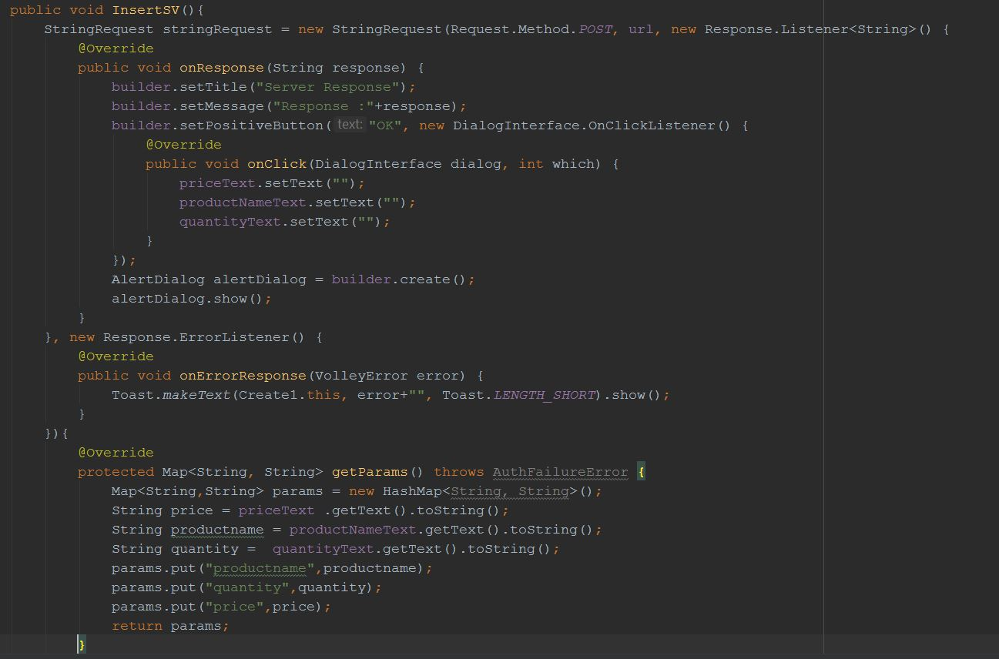 public void InsertSV(){
StringRequest stringRequest = new StringRequest(Request.Method.POST, url, new Response.Listener<String>() {
@Override
public void onResponse(String response) {
builder.setTitle("Server Response");
builder.setMessage("Response :"+response);
builder.setPositiveButton( text: "OK", new DialogInterface.OnClickListener() {
@Override
public void onClick(DialogInterface dialog, int which) {
priceText.setText("");
productNameText.setText("");
quantityText.setText("");
}
});
AlertDialog alertDialog = builder.create();
alertDialog.show();
}
}, new Response.ErrorListener() {
@Override
public void onErrorResponse(VolleyError error) {
Toast.makeText(Create1.this, error+"", Toast.LENGTH_SHORT).show();
}
}){
@Override
protected Map<String, String> getParams() throws AuthFailureError {
Map<String,String> params = new HashMap<String, String>();
String price = priceText .getText().toString();
String productname = productNameText.getText().toString();
String quantity =  quantityText.getText().toString();
params.put("productname",productname);
params.put("quantity",quantity);
params.put("price",price);
return params;
}